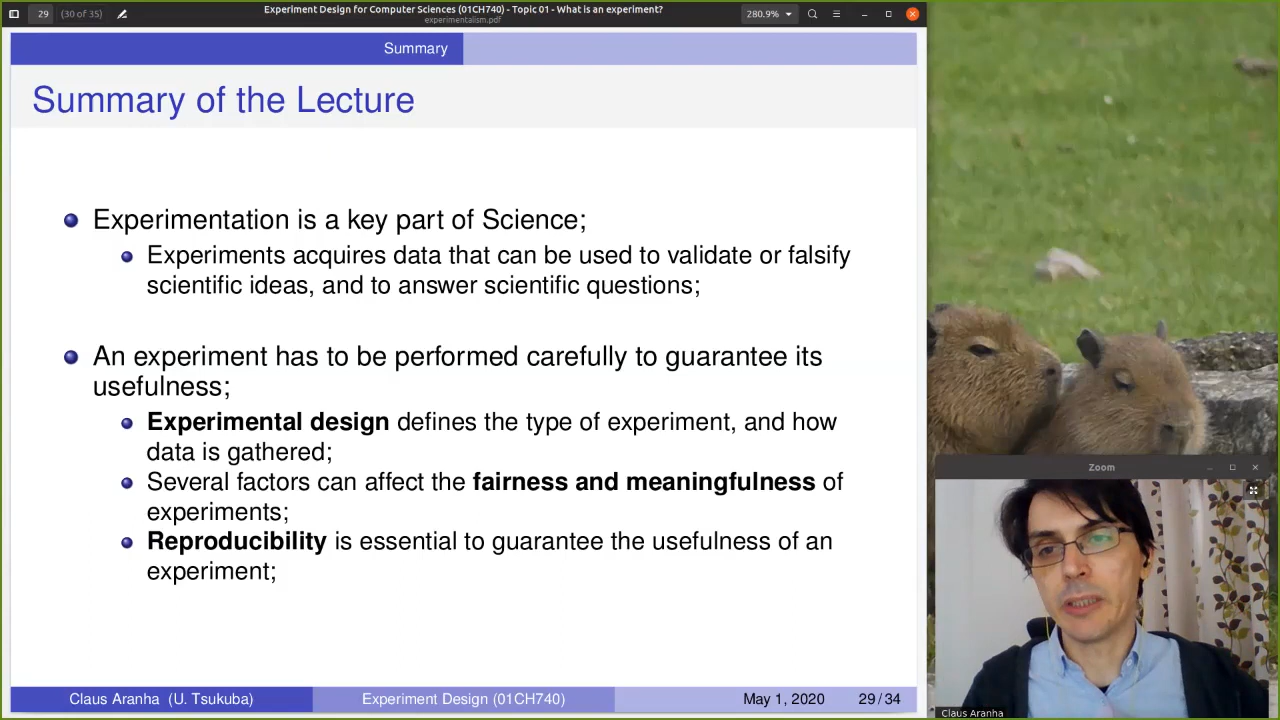 29
(30 of 35)
Experiment Design for Computer Sciences (01CH740) - Topic 01 - What is an experiment?
experimentalism.pdf
280.9%
Summary
Summary of the Lecture
Experimentation is a key part of Science;
Experiments acquires data that can be used to validate or falsify
scientific ideas, and to answer scientific questions;
An experiment has to be performed carefully to guarantee its
usefulness;
Experimental design defines the type of experiment, and how
data is gathered;
Several factors can affect the fairness and meaningfulness of
experiments;
Reproducibility is essential to guarantee the usefulness of an
experiment;
Claus Aranha (U. Tsukuba)
Experiment Design (01CH740)
May 1, 2020
29 / 34
Zoom
Claus Aranha